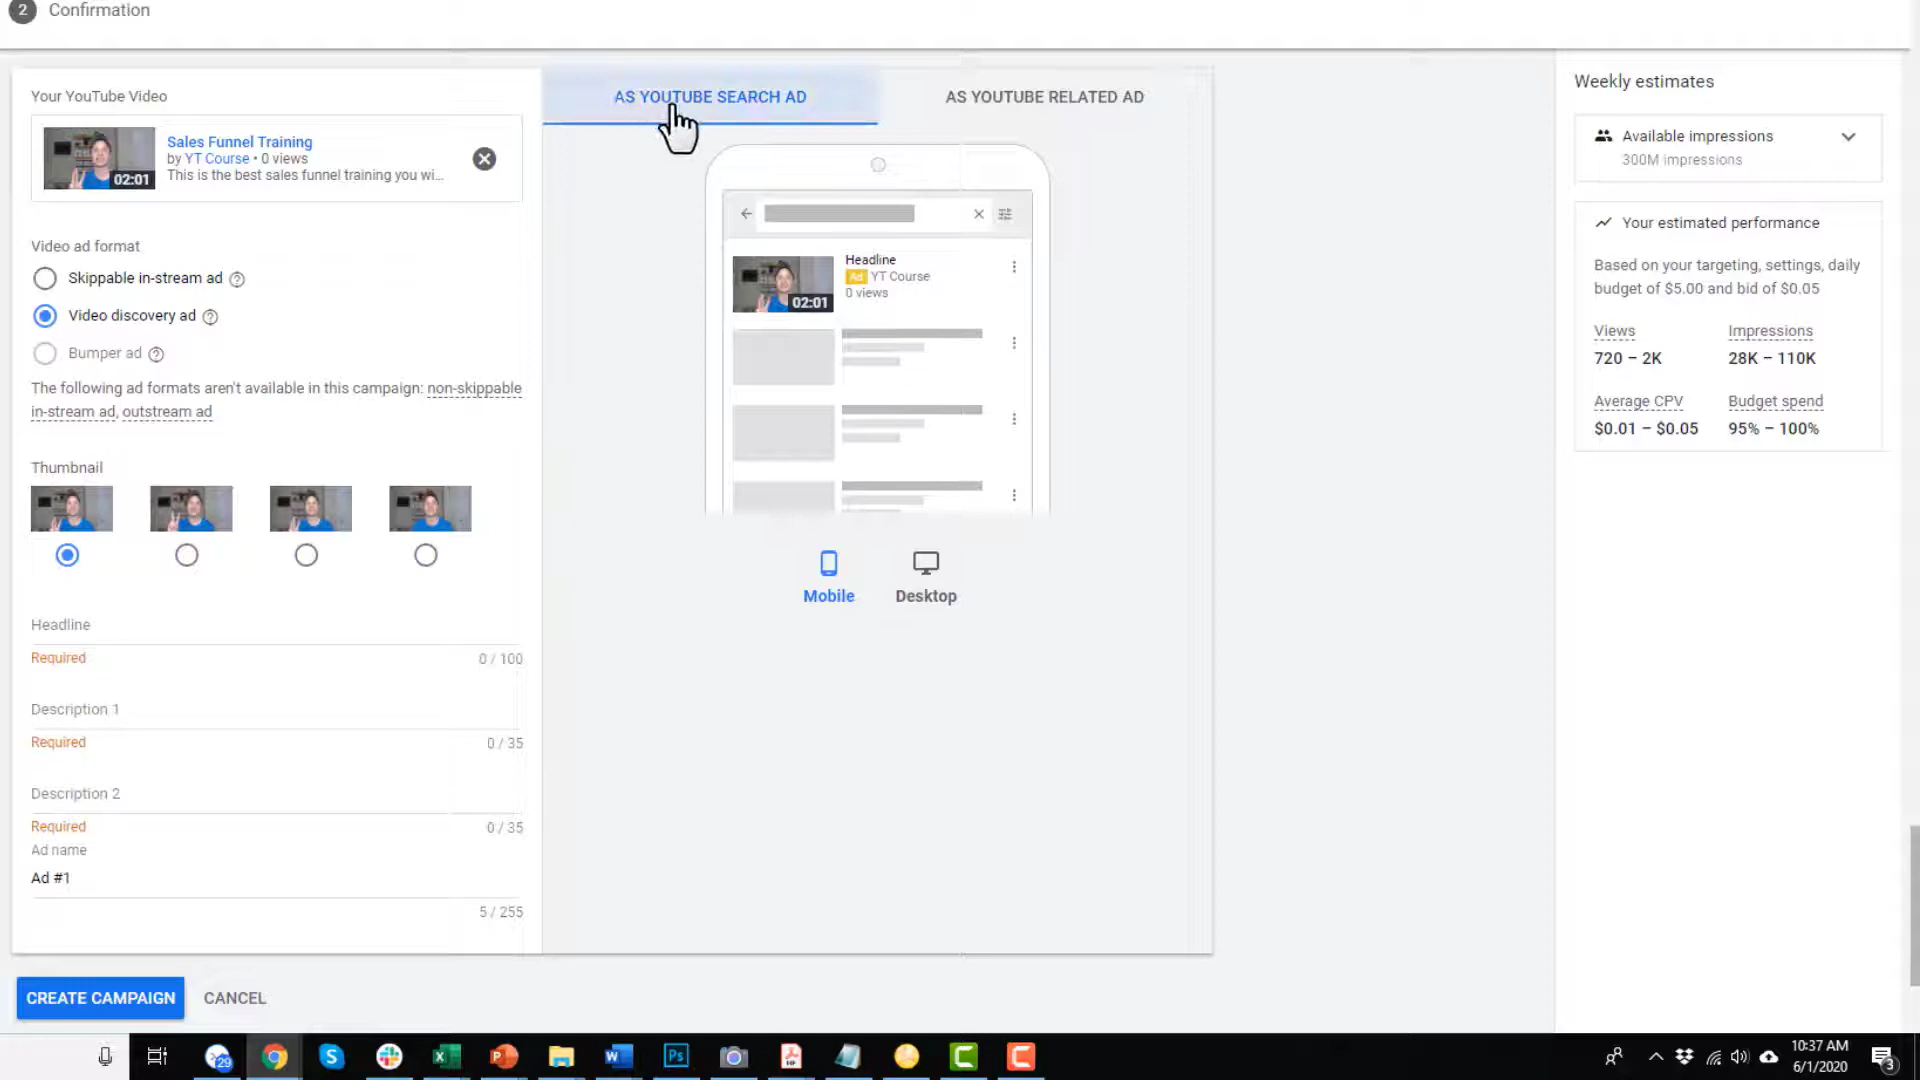 2 Confirmation
Your YouTube Video
Sales Funnel Training
by YT Course • 0 views
This is the best sales funnel training you wi...
02:01
Video ad format
Skippable in-stream ad
Video discovery ad
Bumper ad
The following ad formats aren't available in this campaign: non-skippable
in-stream ad, outstream ad
Thumbnail
Headline
Required 0 / 100
Description 1
Required 0 / 35
Description 2
Required 0 / 35
Ad name
Ad #1
5 / 255
CREATE CAMPAIGN CANCEL
AS YOUTUBE SEARCH AD AS YOUTUBE RELATED AD
Headline
Ad YT Course
0 views
02:01
Mobile Desktop
Weekly estimates
Available impressions
300M impressions
Your estimated performance
Based on your targeting, settings, daily
budget of $5.00 and bid of $0.05
Views Impressions
720 – 2K 28K – 110K
Average CPV Budget spend
$0.01 – $0.05 95% – 100%
29
10:37 AM
6/1/2020
3